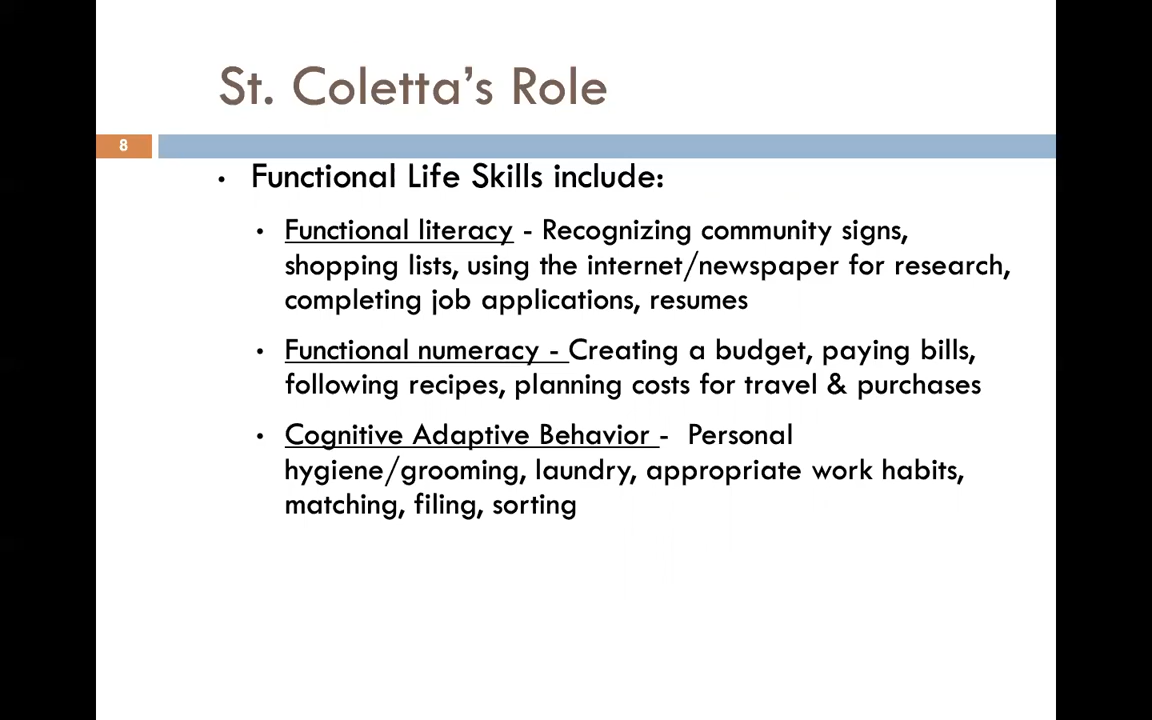 St. Coletta's Role
8
• Functional Life Skills include:
• Functional literacy - Recognizing community signs,
shopping lists, using the internet/newspaper for research,
completing job applications, resumes
• Functional numeracy - Creating a budget, paying bills,
following recipes, planning costs for travel & purchases
• Cognitive Adaptive Behavior - Personal
hygiene/grooming, laundry, appropriate work habits,
matching, filing, sorting